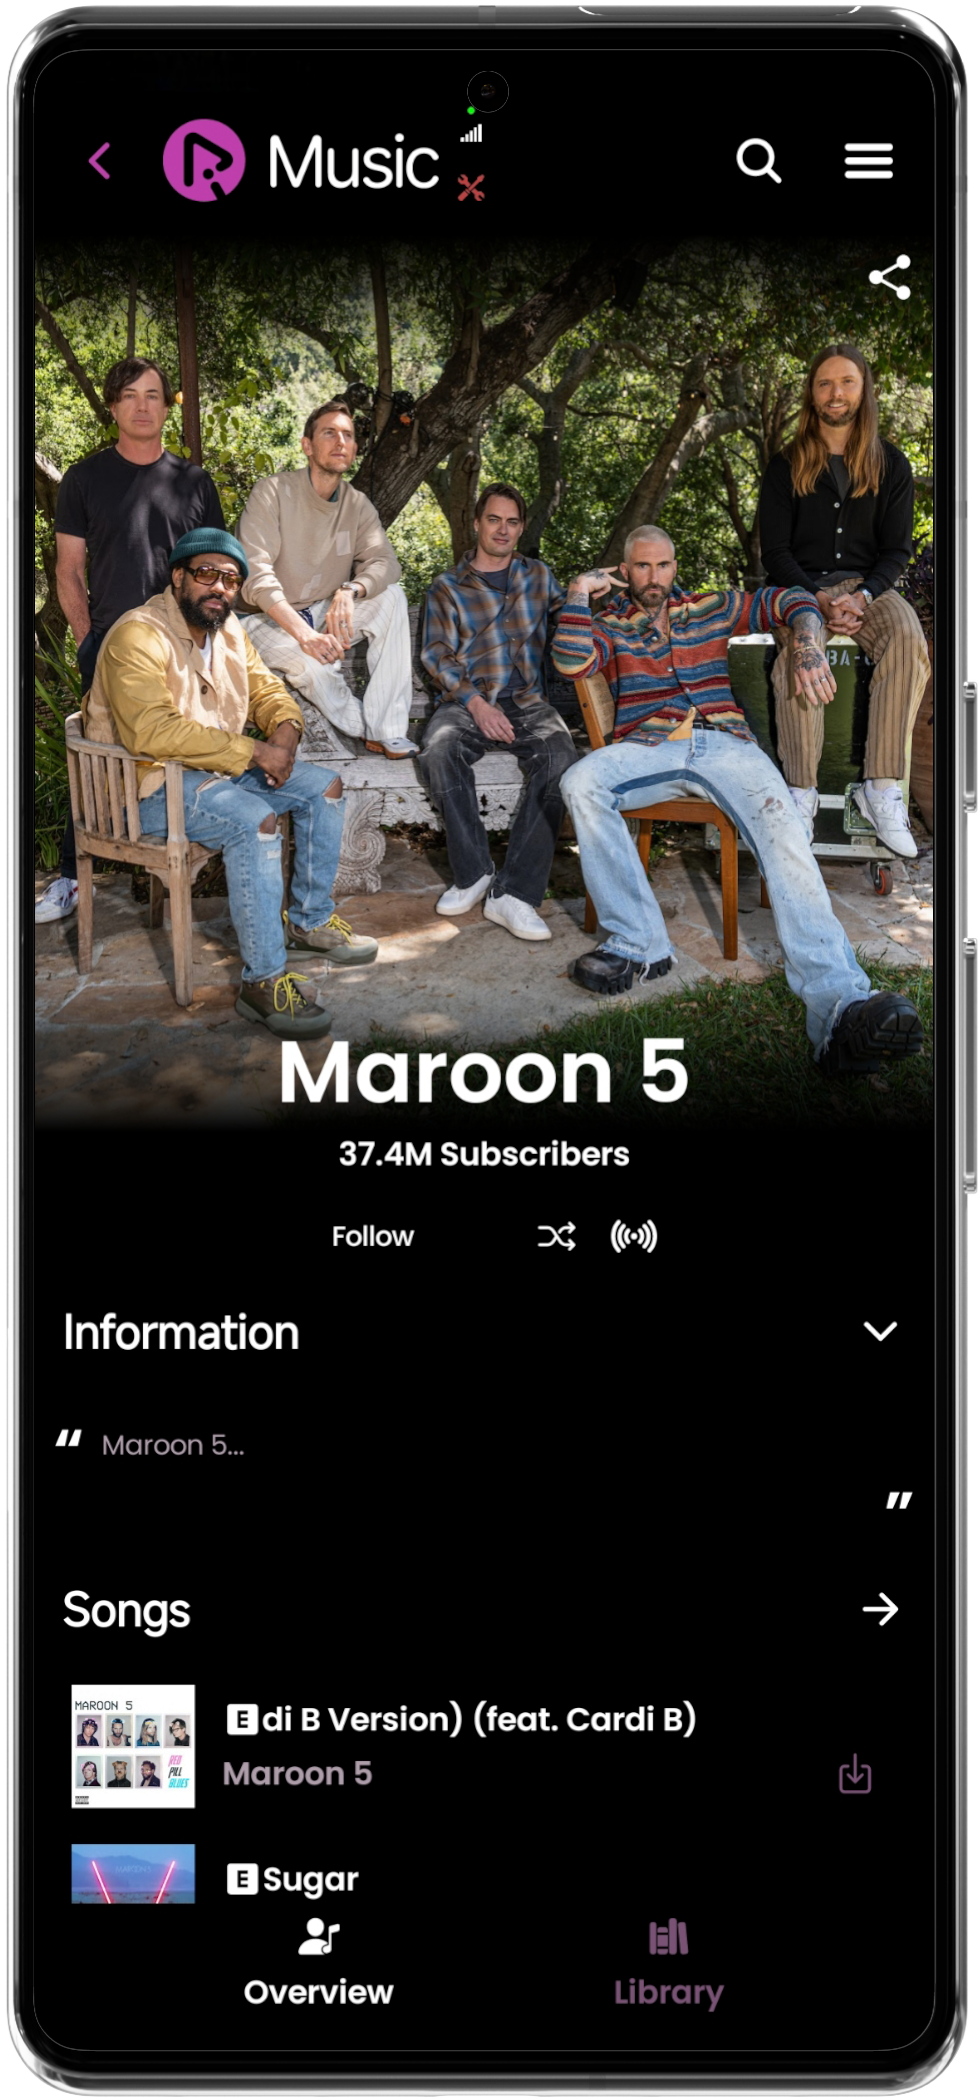 Music
BA-
Maroon 5
37.4M Subscribers
Follow
Information
“ Maroon 5...
”
Songs
MAROON 5
RED
PILL
BLUES
E di B Version) (feat. Cardi B)
Maroon 5
E Sugar
Overview
Library